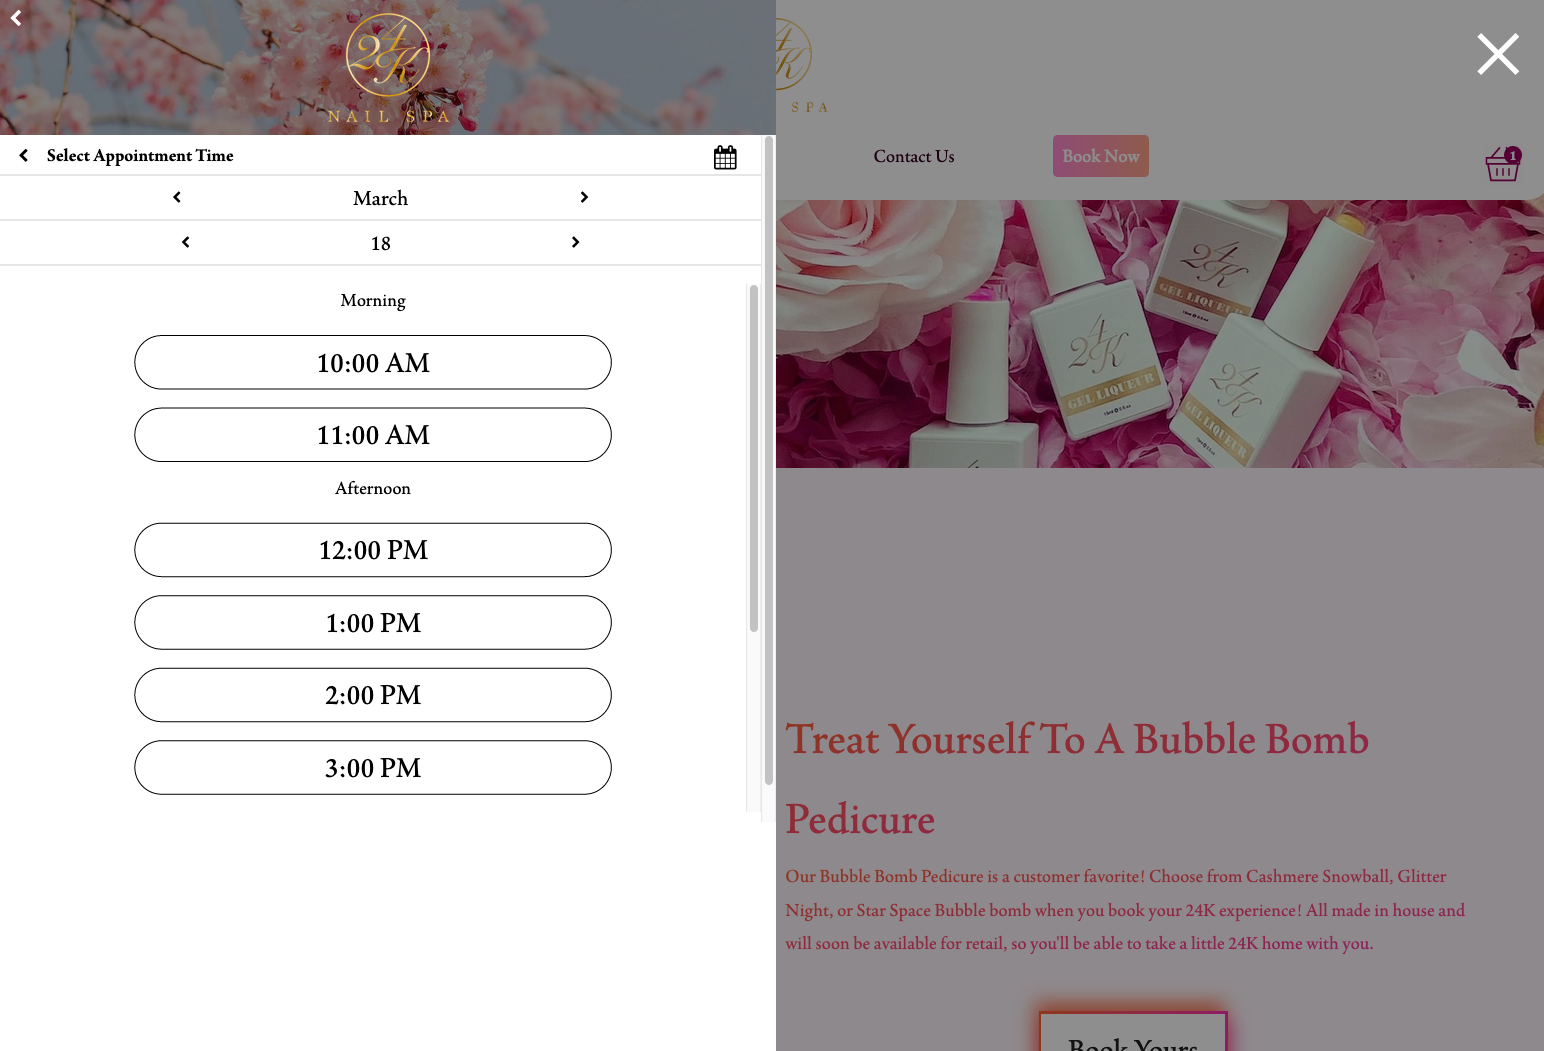 24K
NAIL SPA
Select Appointment Time
March
18
Morning
10:00 AM
11:00 AM
Afternoon
12:00 PM
1:00 PM
2:00 PM
3:00 PM
SPA
Contact Us
Book Now
1
24K
GEL LIQUEUR
24K
GEL LIQUEUR
24K
GEL LIQUEUR
Treat Yourself To A Bubble Bomb
Pedicure
Our Bubble Bomb Pedicure is a customer favorite! Choose from Cashmere Snowball, Glitter
Night, or Star Space Bubble bomb when you book your 24K experience! All made in house and
will soon be available for retail, so you'll be able to take a little 24K home with you.
Book Yours